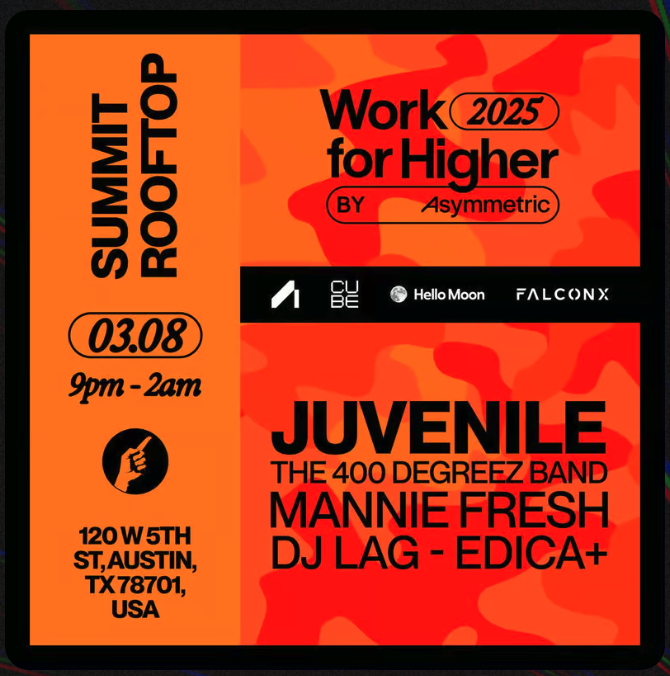 SUMMIT
ROOFTOP
03.08
9pm - 2am
120 W 5TH
ST, AUSTIN,
TX 78701,
USA
Work 2025
for Higher
BY Asymmetric
CUBE
Hello Moon
FALCONX
JUVENILE
THE 400 DEGREEZ BAND
MANNIE FRESH
DJ LAG - EDICA+